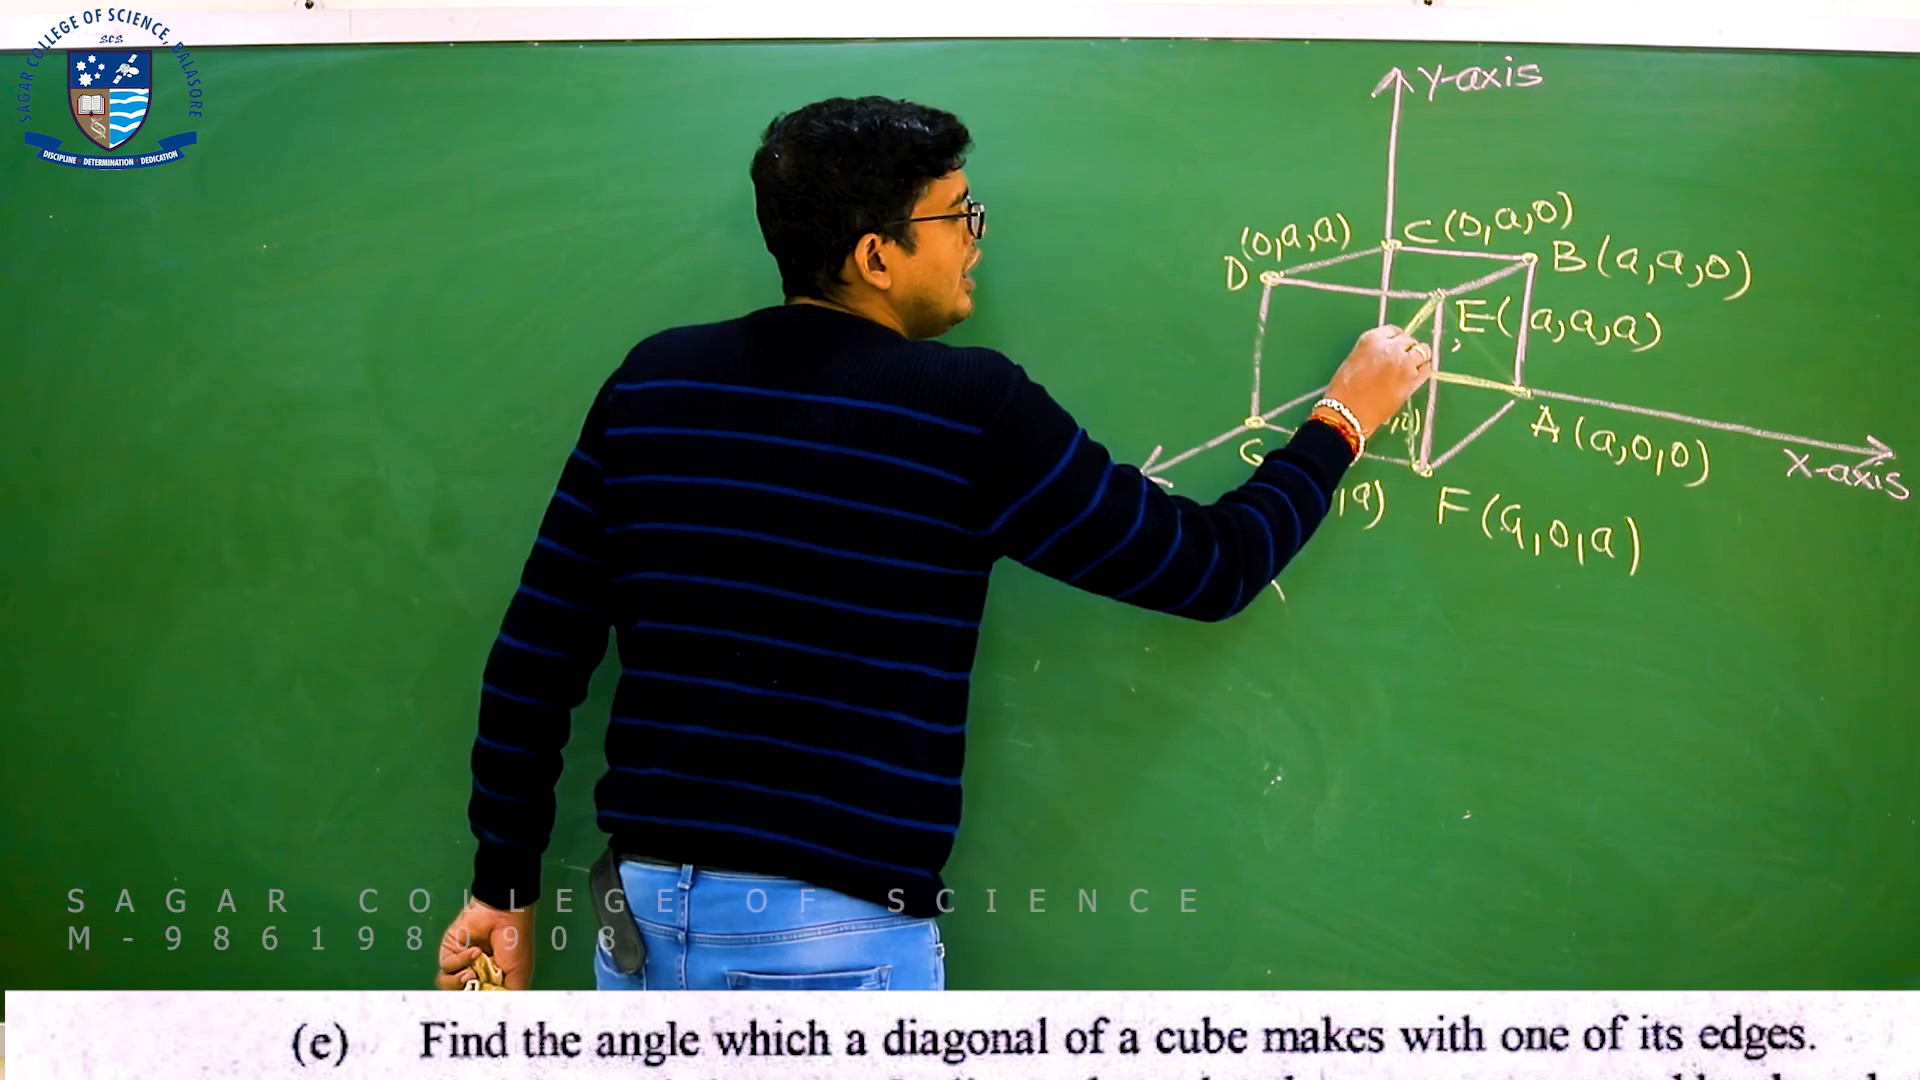 SAGAR COLLEGE OF SCIENCE, BALASORE
SCS
DISCIPLINE DETERMINATION DEDICATION
Y-axis
C(0,a,0)
(0,a,a)
D
B(a,a,0)
E(a,a,a)
A(a,0,0)
X-axis
G
,a)
F(a,0,a)
SAGAR COLLEGE OF SCIENCE
M-9861980908
(e) Find the angle which a diagonal of a cube makes with one of its edges.